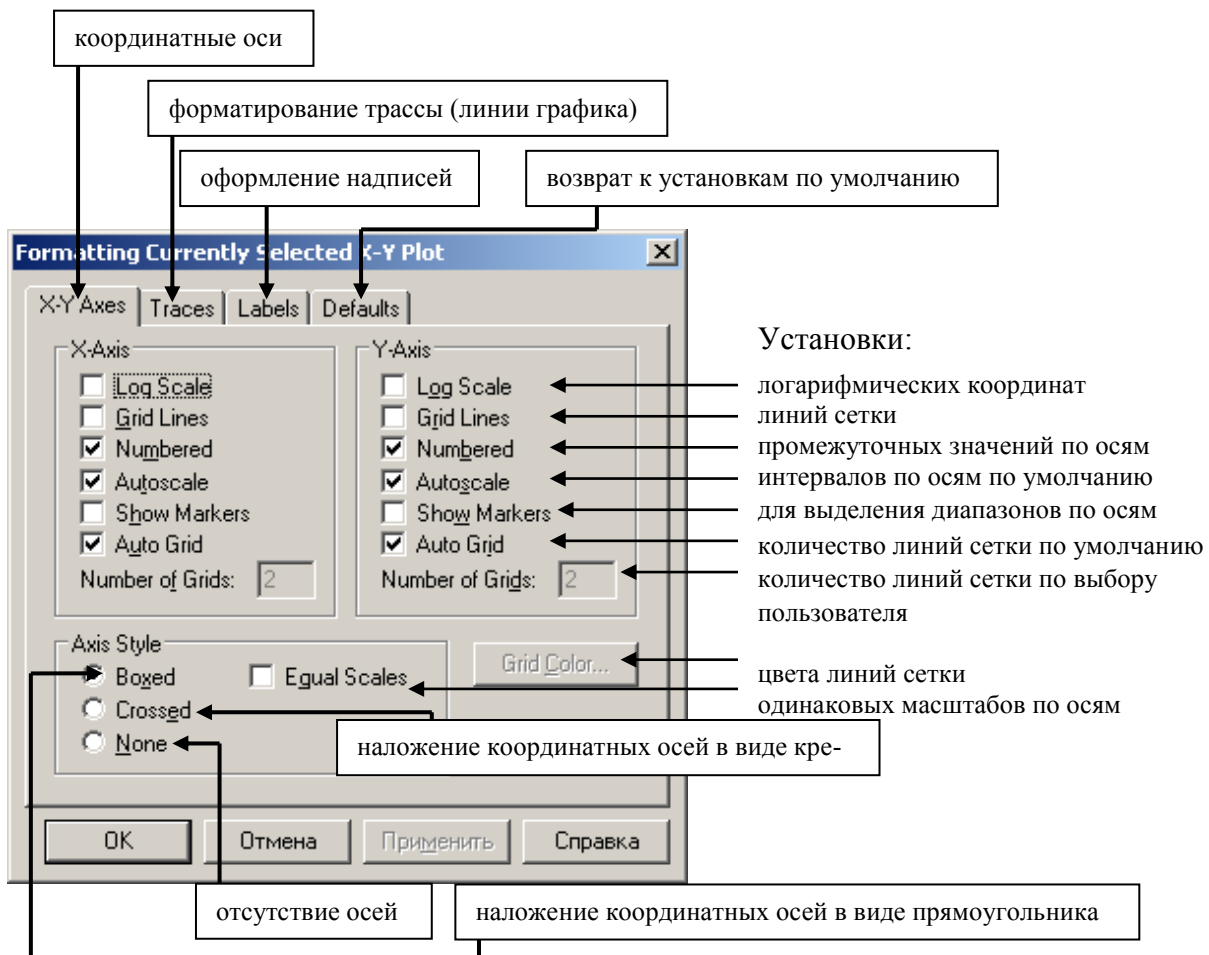 координатные оси
форматирование трассы (линии графика)
оформление надписей
возврат к установкам по умолчанию
Formatting Currently Selected X-Y Plot
X-Y Axes
Traces
Labels
Defaults
X-Axis
Log Scale
Grid Lines
Numbered
Autoscale
Show Markers
Auto Grid
Number of Grids: 2
Y-Axis
Log Scale
Grid Lines
Numbered
Autoscale
Show Markers
Auto Grid
Number of Grids: 2
Установки:
логарифмических координат
линий сетки
промежуточных значений по осям
интервалов по осям по умолчанию
для выделения диапазонов по осям
количество линий сетки по умолчанию
количество линий сетки по выбору
пользователя
цвета линий сетки
одинаковых масштабов по осям
Axis Style
Boxed
Equal Scales
Crossed
None
Grid Color...
наложение координатных осей в виде кре-
OK
Отмена
Применить
Справка
отсутствие осей
наложение координатных осей в виде прямоугольника